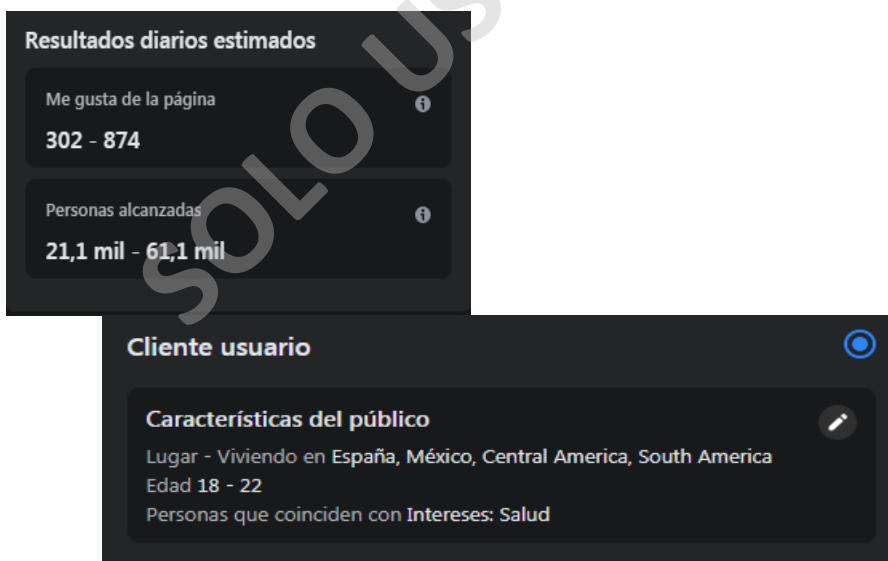 Resultados diarios estimados
Me gusta de la página
302 - 874
Personas alcanzadas
21,1 mil - 61,1 mil
SOLO US
Cliente usuario
Características del público
Lugar - Viviendo en España, México, Central America, South America
Edad 18 - 22
Personas que coinciden con Intereses: Salud